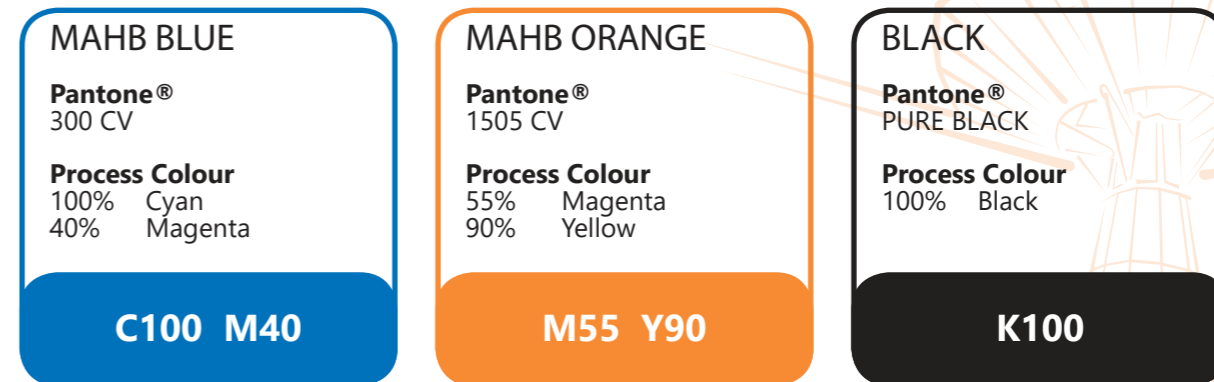 MAHB BLUE
Pantone®
300 CV
Process Colour
100% Cyan
40% Magenta
C100 M40
MAHB ORANGE
Pantone®
1505 CV
Process Colour
55% Magenta
90% Yellow
M55 Y90
BLACK
Pantone®
PURE BLACK
Process Colour
100% Black
K100